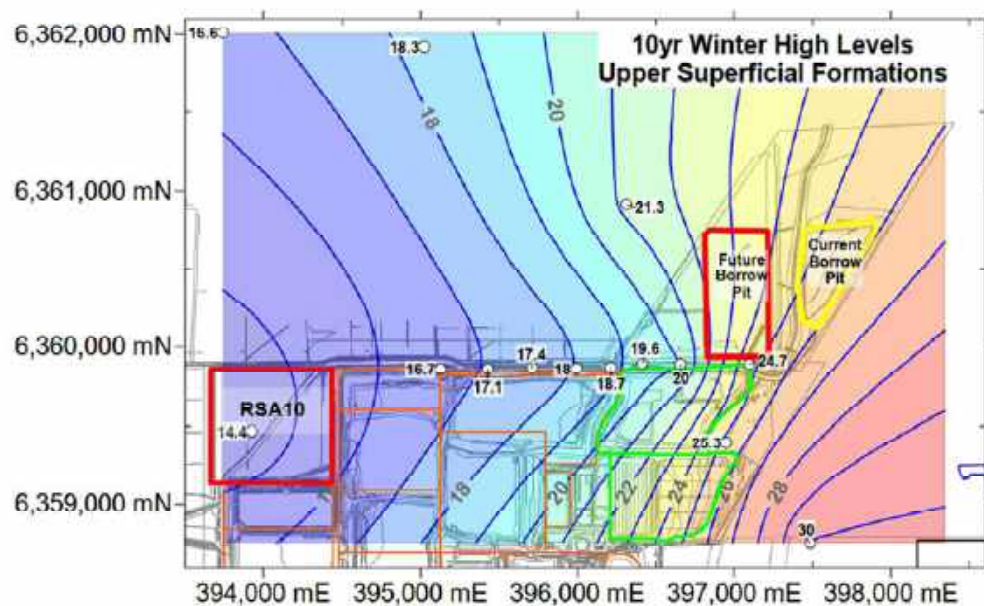 6,362,000 mN
16.6
18.3
10yr Winter High Levels
Upper Superficial Formations
18
20
6,361,000 mN
21.3
Future
Borrow
Pit
Current
Borrow
Pit
6,360,000 mN
16.7
17.1
17.4
18
18.7
19.6
20
24.7
RSA10
14.4
25.3
6,359,000 mN
18
20
22
24
26
28
30
394,000 mE
395,000 mE
396,000 mE
397,000 mE
398,000 mE